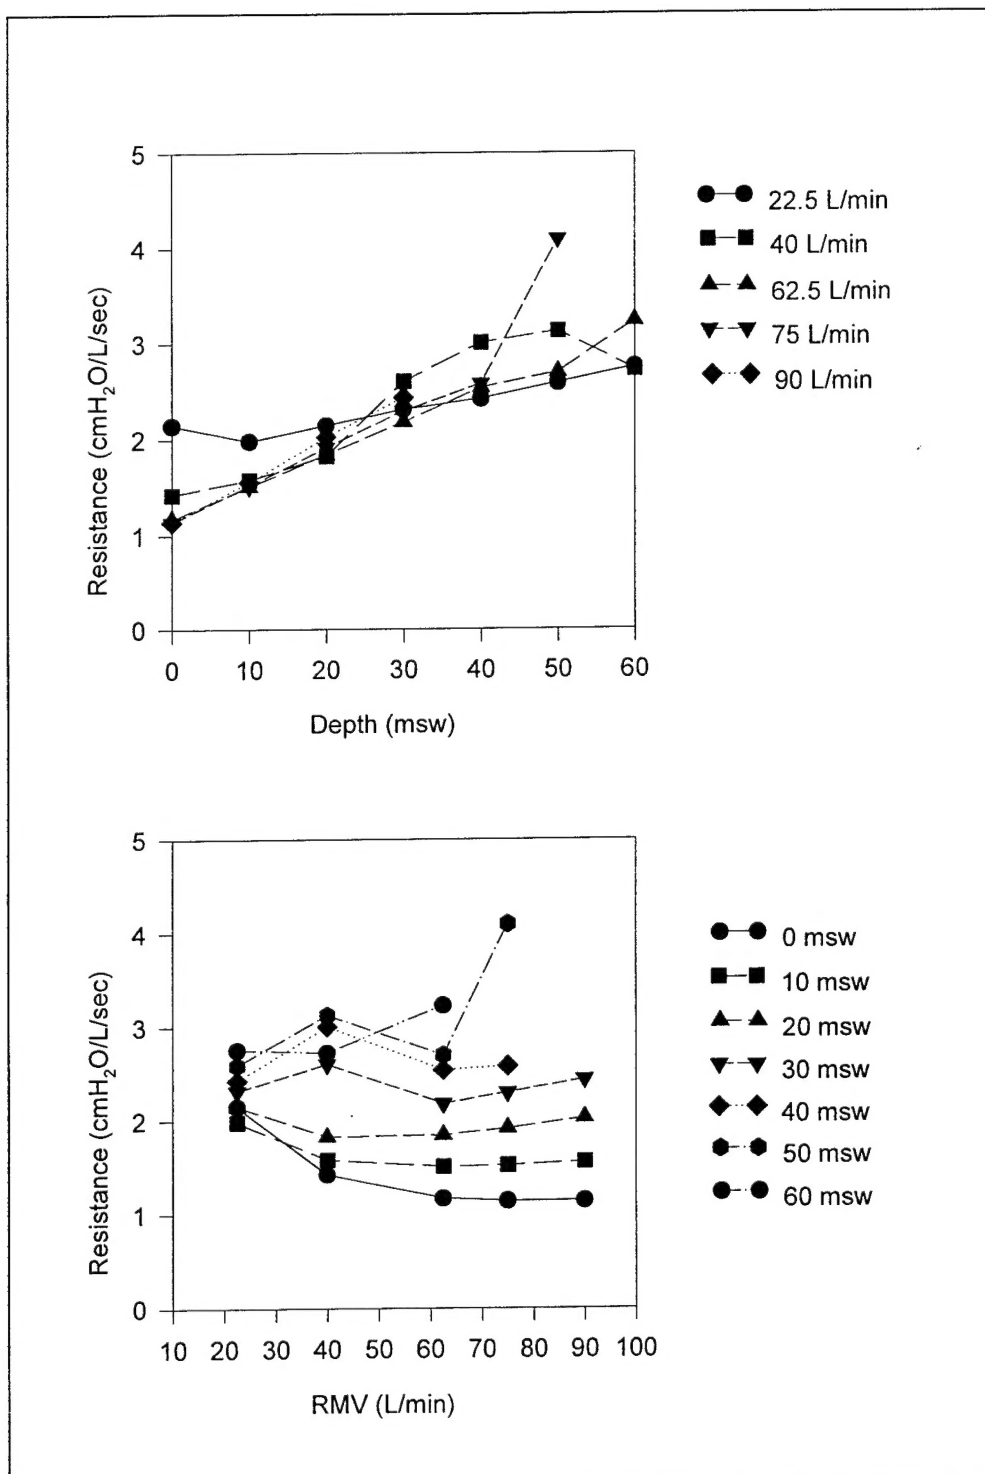 5
4
3
2
1
0
Resistance (cmH₂O/L/sec)
0 10 20 30 40 50 60
Depth (msw)
22.5 L/min
40 L/min
62.5 L/min
75 L/min
90 L/min
5
4
3
2
1
0
Resistance (cmH₂O/L/sec)
10 20 30 40 50 60 70 80 90 100
RMV (L/min)
0 msw
10 msw
20 msw
30 msw
40 msw
50 msw
60 msw